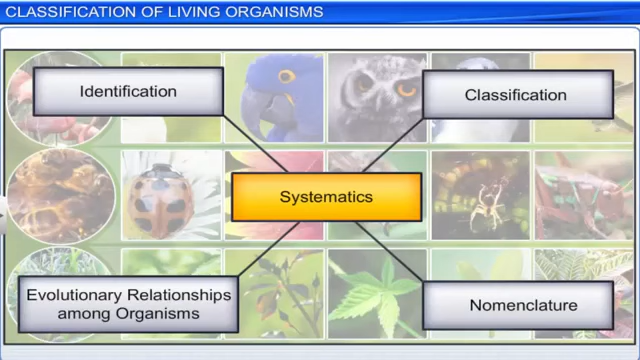 CLASSIFICATION OF LIVING ORGANISMS
Identification
Classification
Systematics
Evolutionary Relationships
among Organisms
Nomenclature